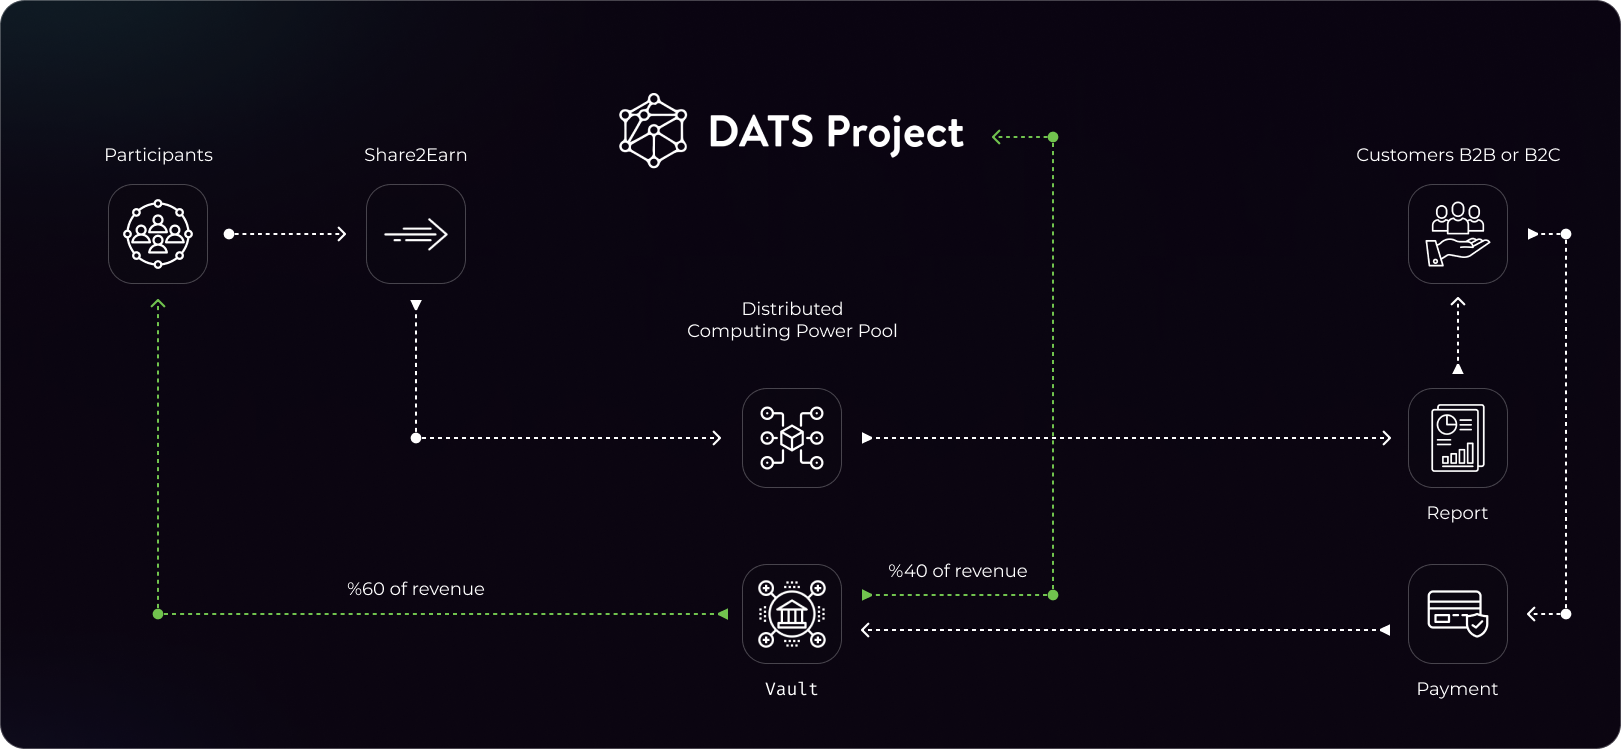 DATS Project
Participants
Share2Earn
Customers B2B or B2C
Distributed
Computing Power Pool
Report
%40 of revenue
%60 of revenue
Vault
Payment